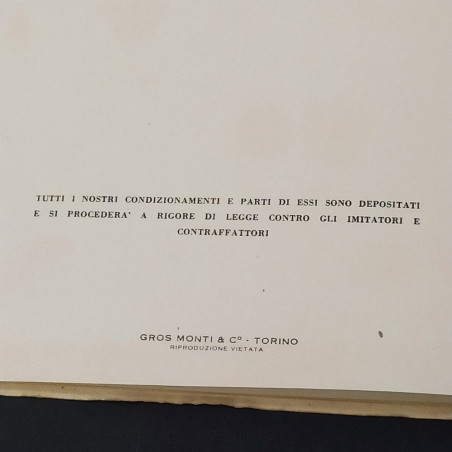 TUTTI I NOSTRI CONDIZIONAMENTI E PARTI DI ESSI SONO DEPOSITATI
E SI PROCEDERA' A RIGORE DI LEGGE CONTRO GLI IMITATORI E
CONTRAFFATTORI
GROS MONTI & Cº - TORINO
RIPRODUZIONE VIETATA